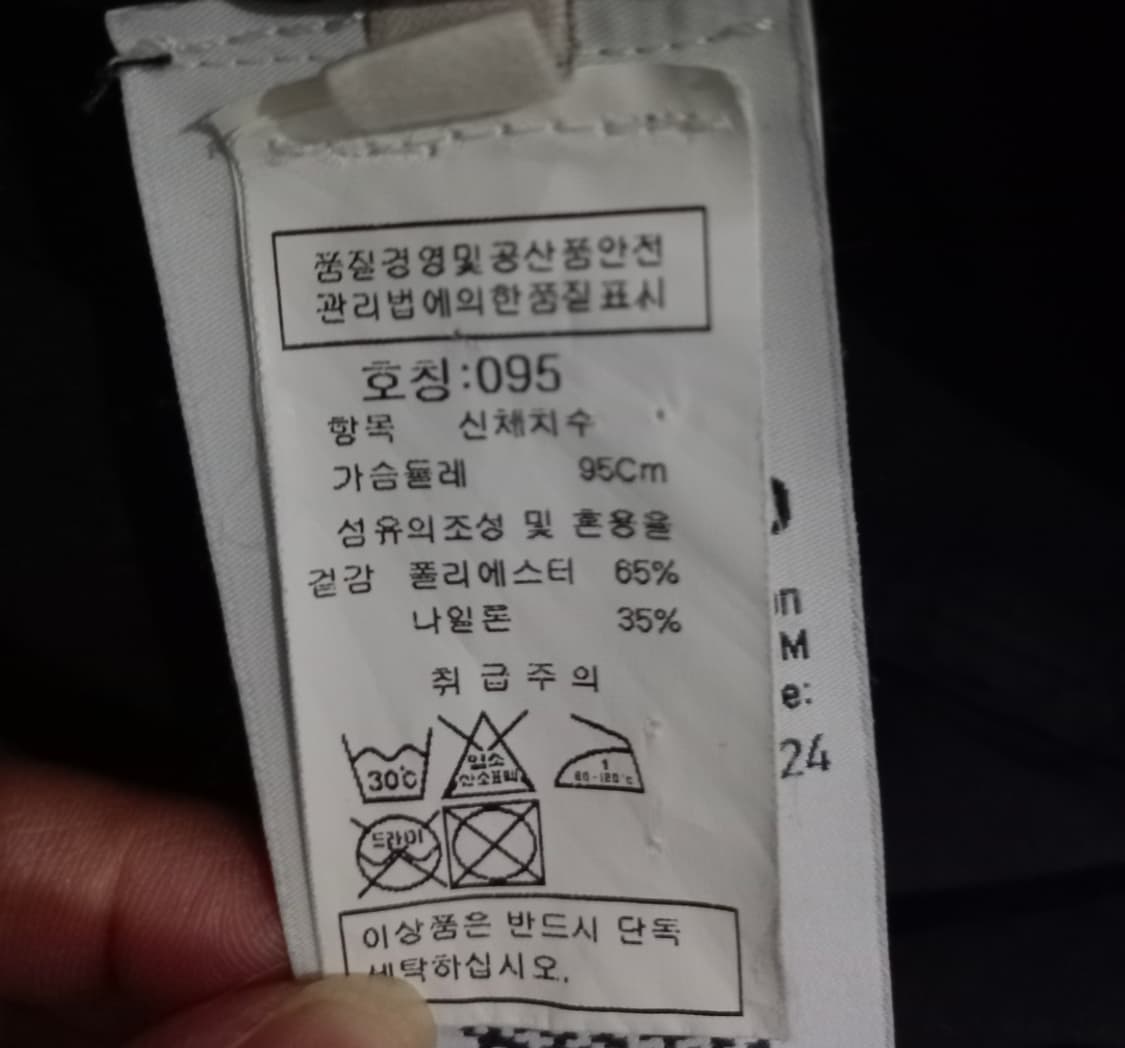 품질경영및공산품안전
관리법에의한품질표시
호칭:095
항목 신체치수
가슴둘레 95Cm
섬유의조성 및 혼용율
겉감 폴리에스터 65%
나일론 35%
취급주의
30℃
염소
산소표백
1
80-120℃
드라이
이상품은 반드시 단독
세탁하십시오.
M
e:
24